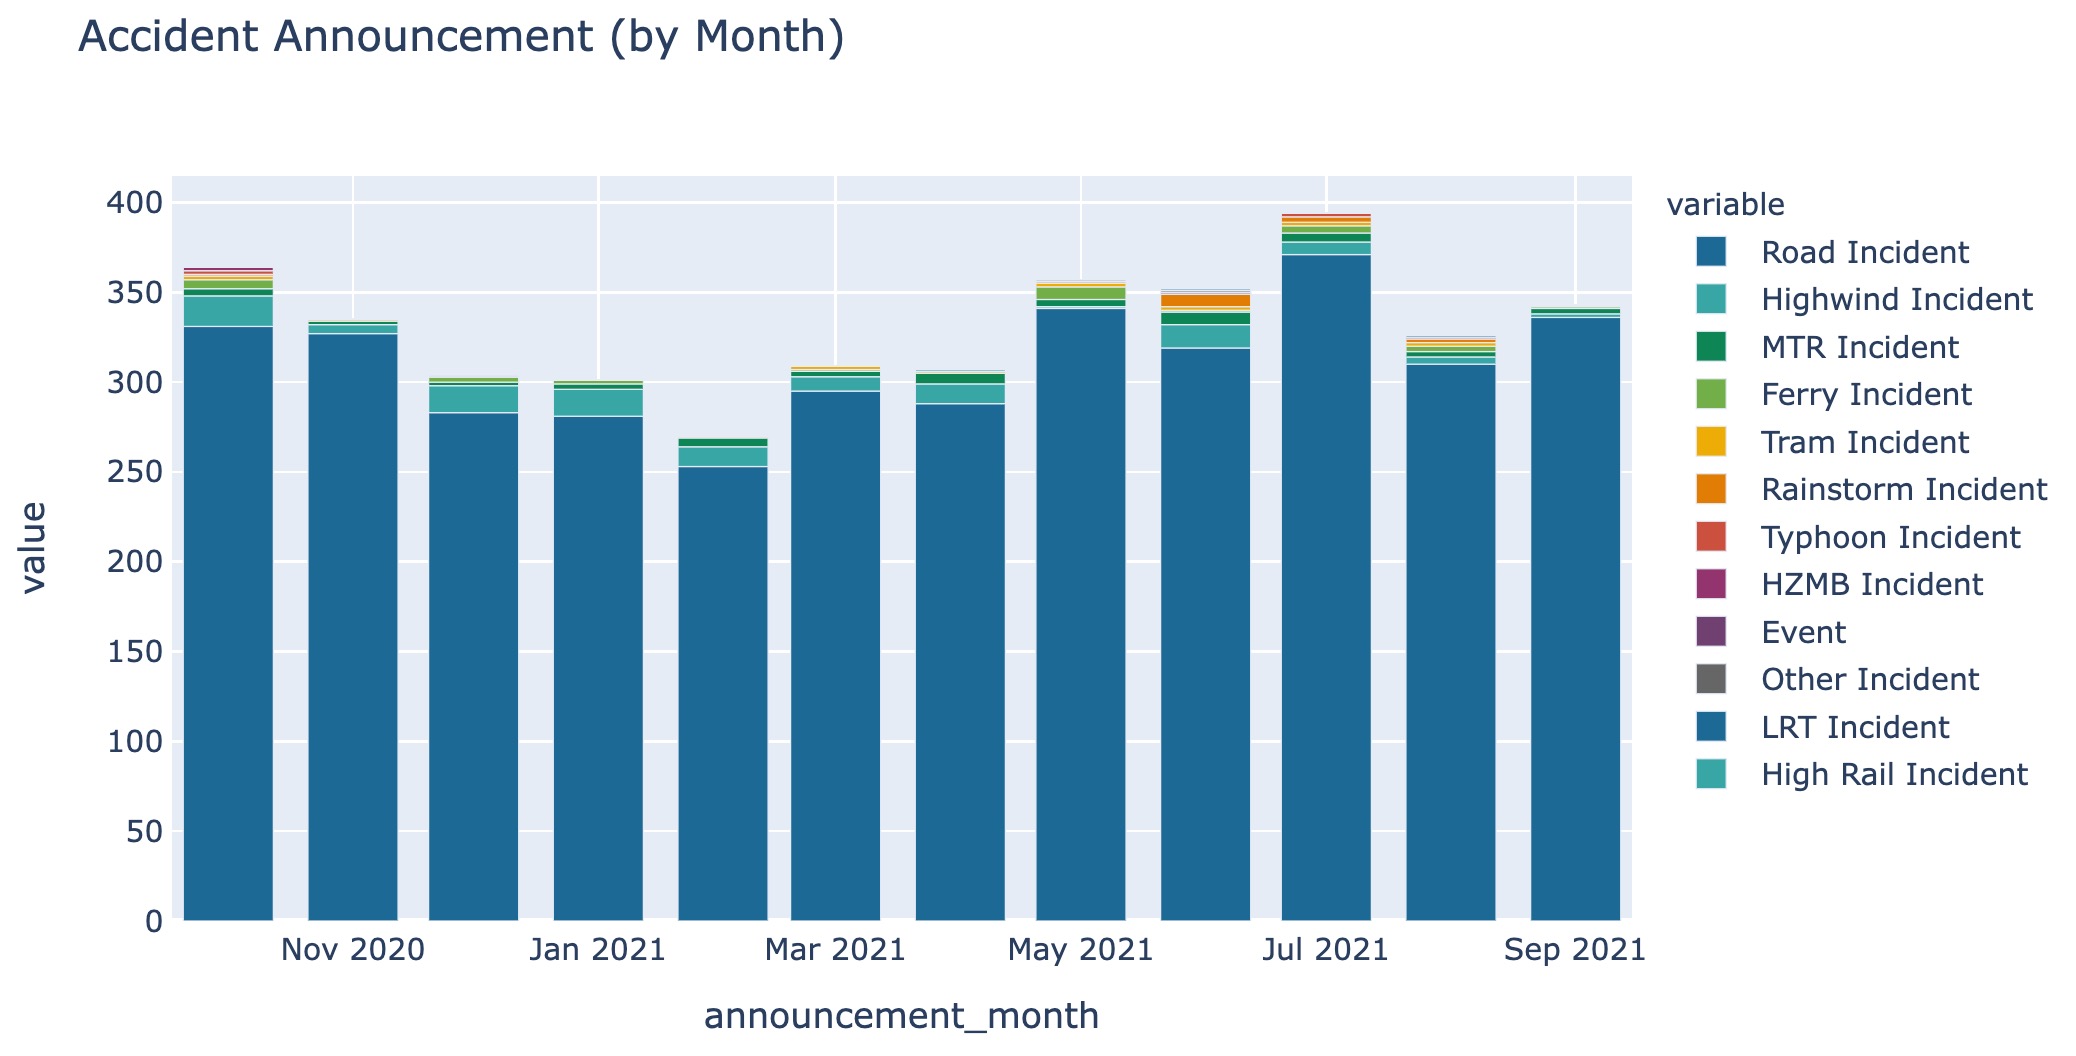 Accident Announcement (by Month)
400
350
300
250
200
150
100
50
0
value
Nov 2020
Jan 2021
Mar 2021
May 2021
Jul 2021
Sep 2021
announcement_month
variable
Road Incident
Highwind Incident
MTR Incident
Ferry Incident
Tram Incident
Rainstorm Incident
Typhoon Incident
HZMB Incident
Event
Other Incident
LRT Incident
High Rail Incident